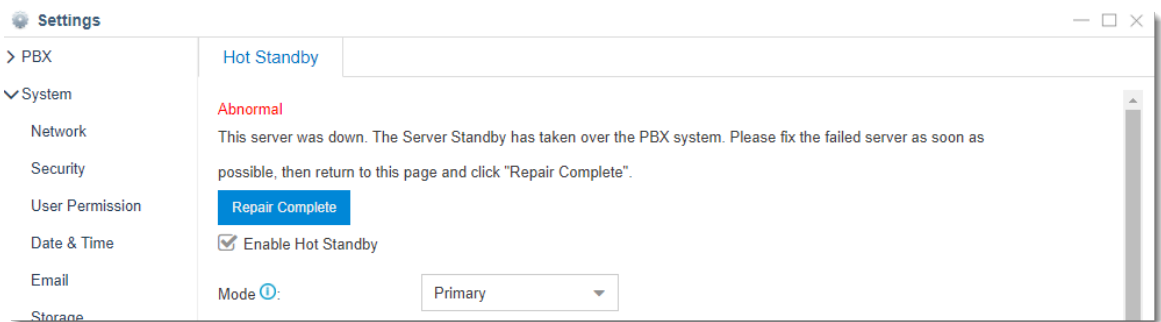 Settings
PBX
Hot Standby
System
Network
Security
User Permission
Date & Time
Email
Storage
Abnormal
This server was down. The Server Standby has taken over the PBX system. Please fix the failed server as soon as
possible, then return to this page and click "Repair Complete".
Repair Complete
Enable Hot Standby
Mode :
Primary